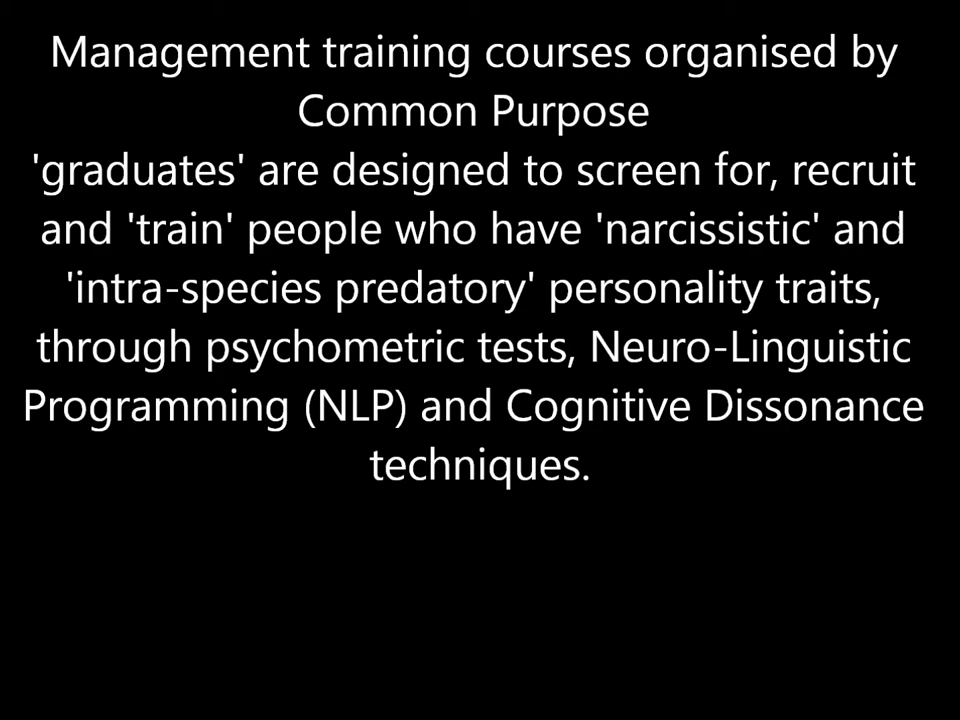 Management training courses organised by
Common Purpose
'graduates' are designed to screen for, recruit
and 'train' people who have 'narcissistic' and
'intra-species predatory' personality traits,
through psychometric tests, Neuro-Linguistic
Programming (NLP) and Cognitive Dissonance
techniques.